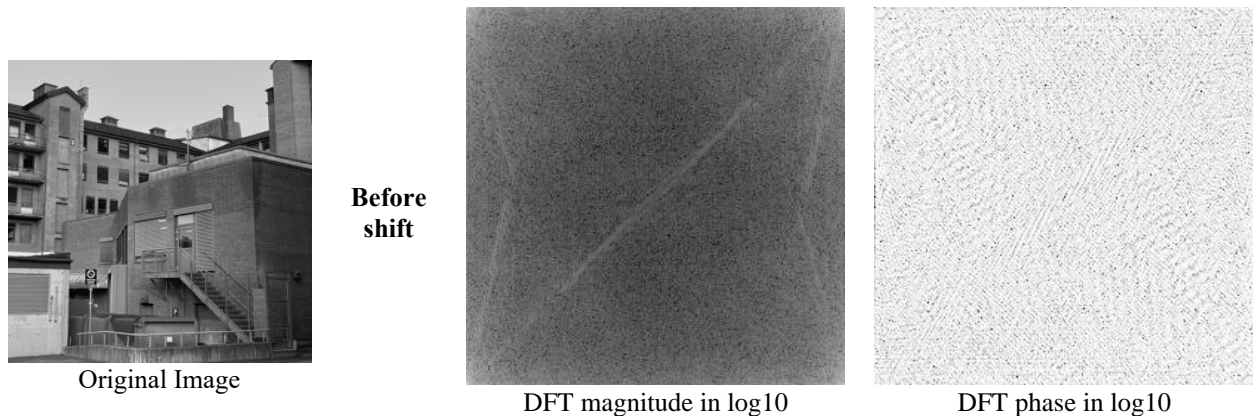 Before
shift
Original Image
DFT magnitude in log10
DFT phase in log10